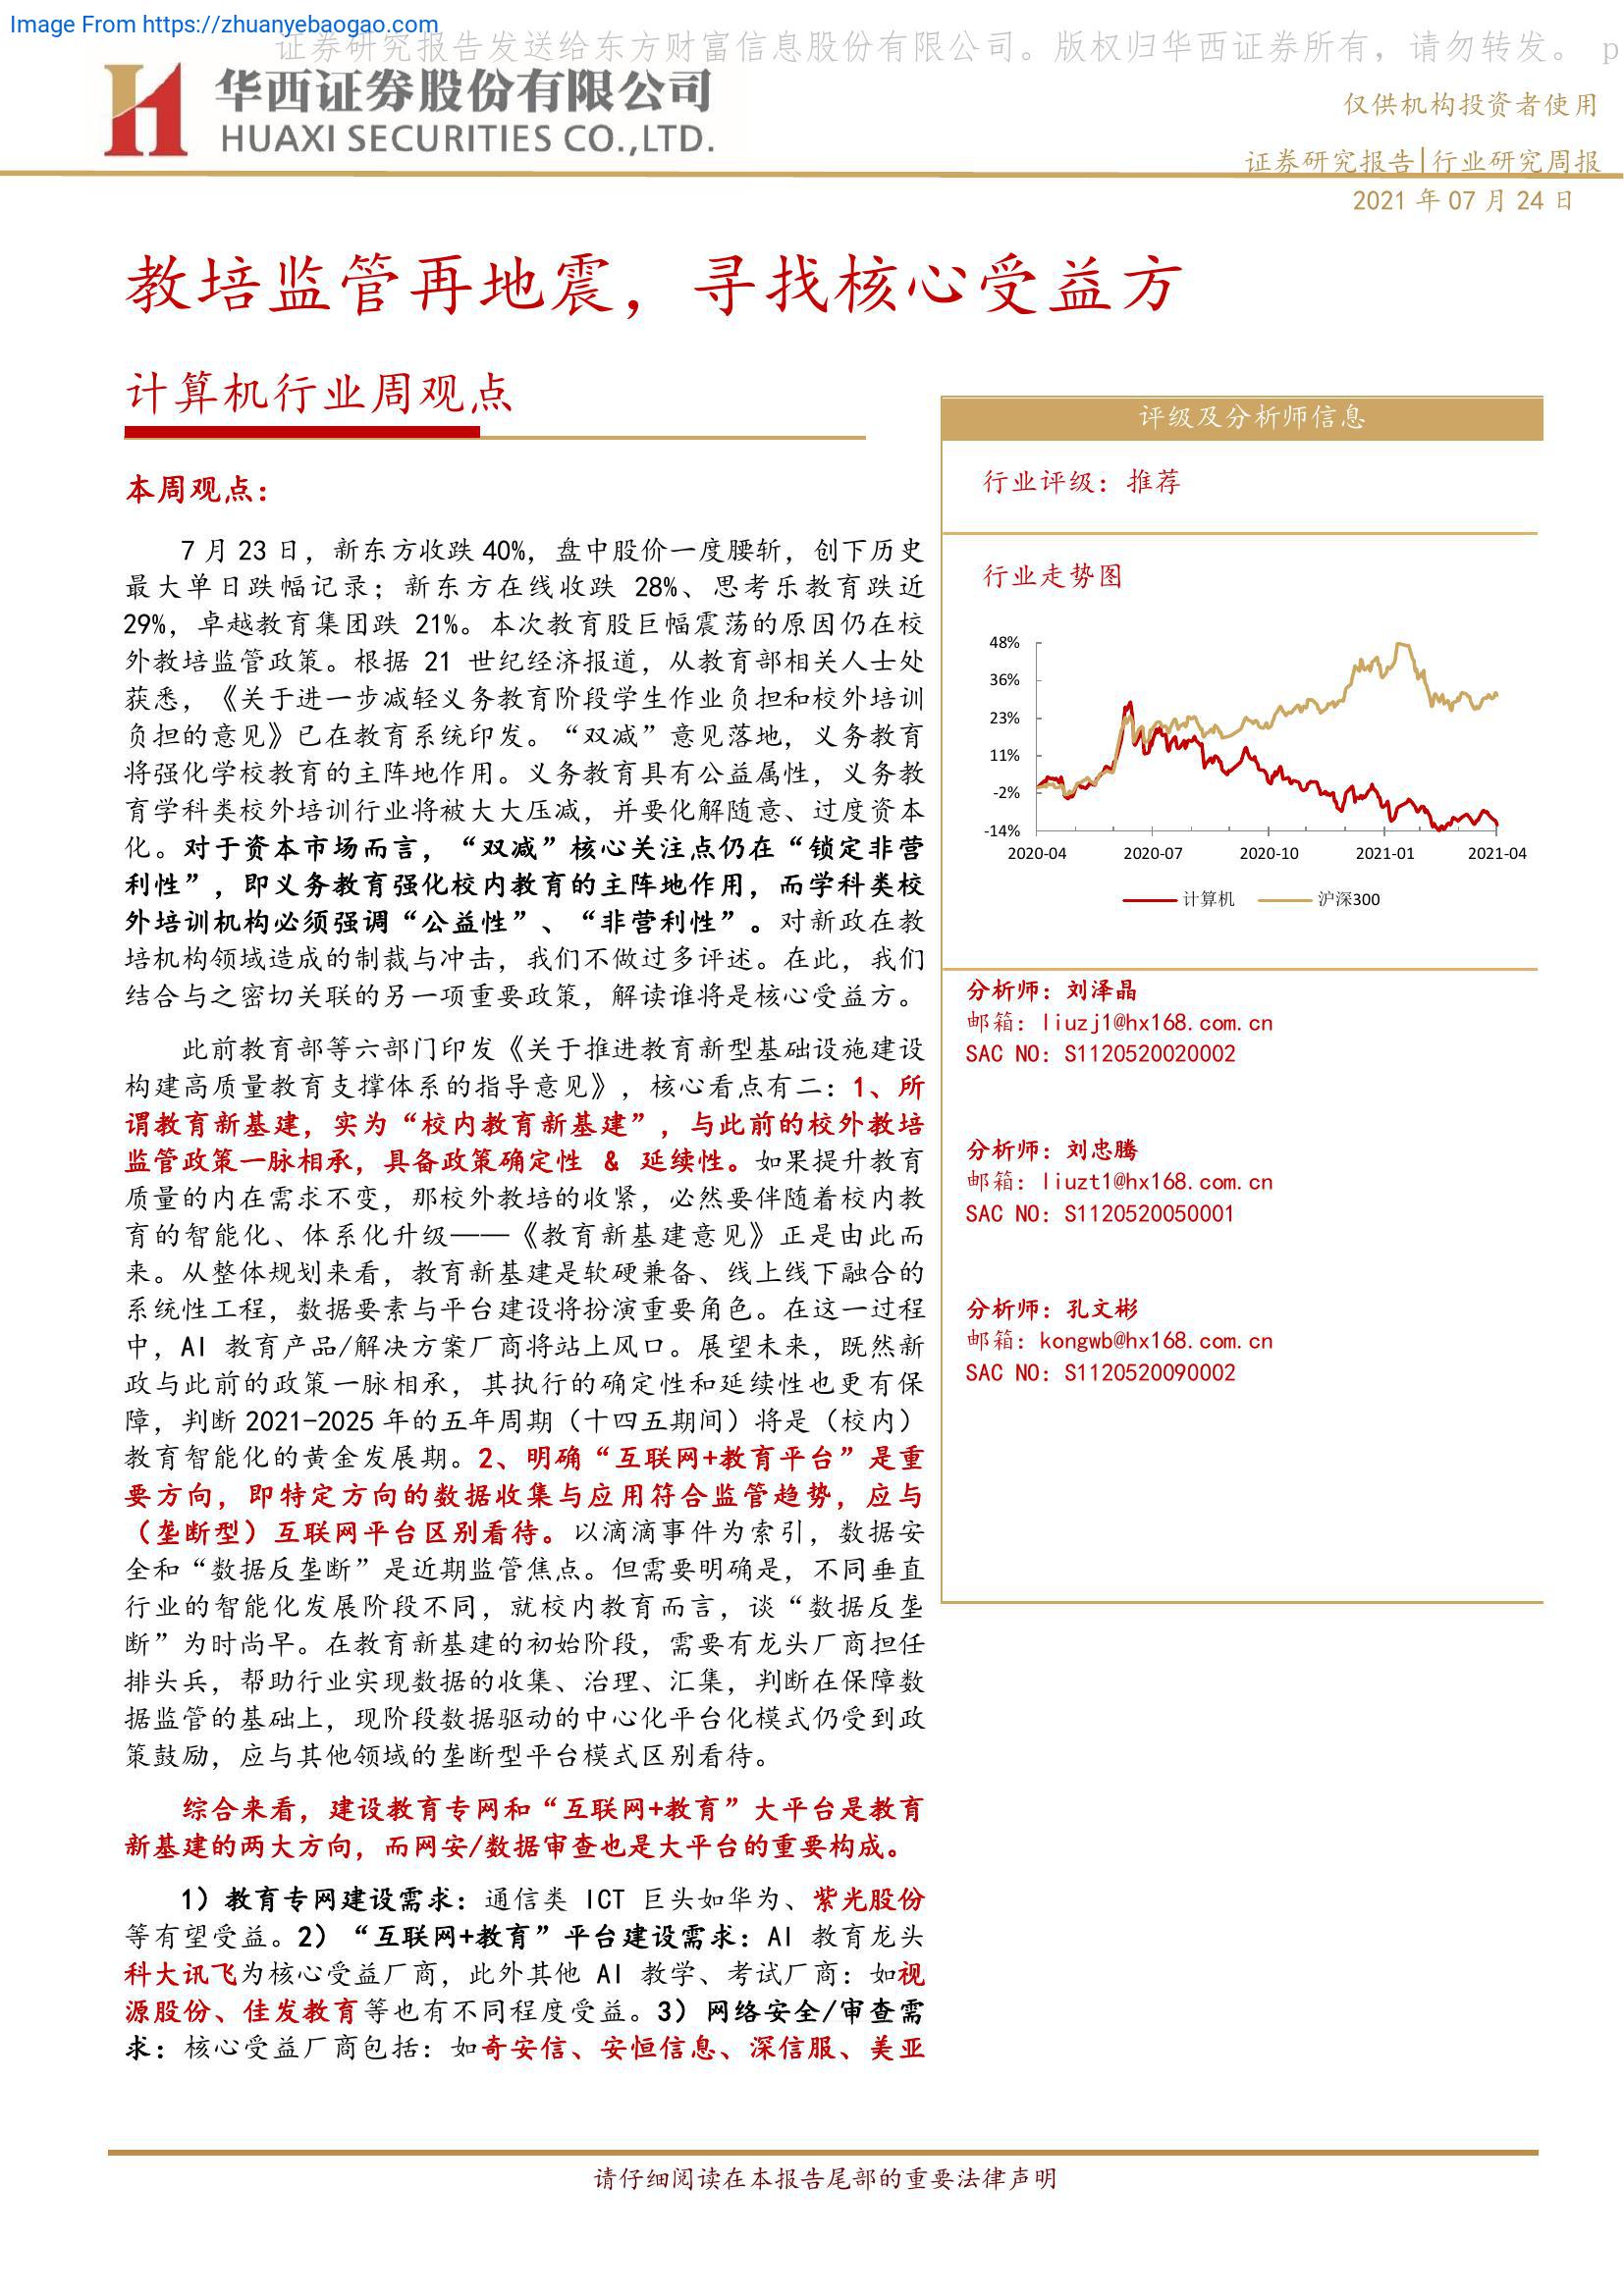 Image From https://zhuanyebaogao.com
证券研究报告发送给东方财富信息股份有限公司。版权归华西证券所有，请勿转发。 p
华西证券股份有限公司
HUAXI SECURITIES CO.,LTD.
仅供机构投资者使用
证券研究报告|行业研究周报
2021 年 07 月 24 日
教培监管再地震，寻找核心受益方
计算机行业周观点
本周观点：
7 月 23 日，新东方收跌 40%，盘中股价一度腰斩，创下历史
最大单日跌幅记录；新东方在线收跌 28%、思考乐教育跌近
29%，卓越教育集团跌 21%。本次教育股巨幅震荡的原因仍在校
外教培监管政策。根据 21 世纪经济报道，从教育部相关人士处
获悉，《关于进一步减轻义务教育阶段学生作业负担和校外培训
负担的意见》已在教育系统印发。“双减”意见落地，义务教育
将强化学校教育的主阵地作用。义务教育具有公益属性，义务教
育学科类校外培训行业将被大大压减，并要化解随意、过度资本
化。对于资本市场而言，“双减”核心关注点仍在“锁定非营
利性”，即义务教育强化校内教育的主阵地作用，而学科类校
外培训机构必须强调“公益性”、“非营利性”。对新政在教
培机构领域造成的制裁与冲击，我们不做过多评述。在此，我们
结合与之密切关联的另一项重要政策，解读谁将是核心受益方。
此前教育部等六部门印发《关于推进教育新型基础设施建设
构建高质量教育支撑体系的指导意见》，核心看点有二：1、所
谓教育新基建，实为“校内教育新基建”，与此前的校外教培
监管政策一脉相承，具备政策确定性 & 延续性。如果提升教育
质量的内在需求不变，那校外教培的收紧，必然要伴随着校内教
育的智能化、体系化升级——《教育新基建意见》正是由此而
来。从整体规划来看，教育新基建是软硬兼备、线上线下融合的
系统性工程，数据要素与平台建设将扮演重要角色。在这一过程
中，AI 教育产品/解决方案厂商将站上风口。展望未来，既然新
政与此前的政策一脉相承，其执行的确定性和延续性也更有保
障，判断 2021-2025 年的五年周期（十四五期间）将是（校内）
教育智能化的黄金发展期。2、明确“互联网+教育平台”是重
要方向，即特定方向的数据收集与应用符合监管趋势，应与
（垄断型）互联网平台区别看待。以滴滴事件为索引，数据安
全和“数据反垄断”是近期监管焦点。但需要明确是，不同垂直
行业的智能化发展阶段不同，就校内教育而言，谈“数据反垄
断”为时尚早。在教育新基建的初始阶段，需要有龙头厂商担任
排头兵，帮助行业实现数据的收集、治理、汇集，判断在保障数
据监管的基础上，现阶段数据驱动的中心化平台化模式仍受到政
策鼓励，应与其他领域的垄断型平台模式区别看待。
综合来看，建设教育专网和“互联网+教育”大平台是教育
新基建的两大方向，而网安/数据审查也是大平台的重要构成。
1）教育专网建设需求：通信类 ICT 巨头如华为、紫光股份
等有望受益。2）“互联网+教育”平台建设需求：AI 教育龙头
科大讯飞为核心受益厂商，此外其他 AI 教学、考试厂商：如视
源股份、佳发教育等也有不同程度受益。3）网络安全/审查需
求：核心受益厂商包括：如奇安信、安恒信息、深信服、美亚
评级及分析师信息
行业评级：推荐
行业走势图
48%
36%
23%
11%
-2%
-14%
2020-04 2020-07 2020-10 2021-01 2021-04
计算机 沪深300
分析师：刘泽晶
邮箱：liuzj1@hx168.com.cn
SAC NO：S1120520020002
分析师：刘忠腾
邮箱：liuzt1@hx168.com.cn
SAC NO：S1120520050001
分析师：孔文彬
邮箱：kongwb@hx168.com.cn
SAC NO：S1120520090002
请仔细阅读在本报告尾部的重要法律声明